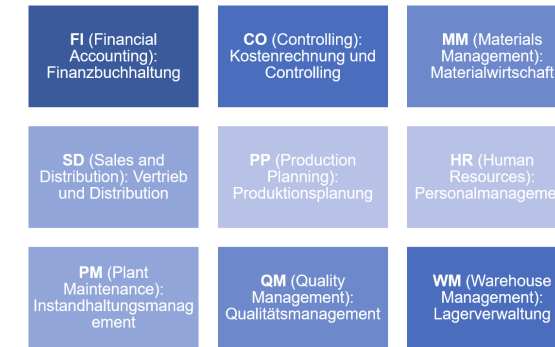 FI (Financial
Accounting):
Finanzbuchhaltung
CO (Controlling):
Kostenrechnung und
Controlling
MM (Materials
Management):
Materialwirtschaft
SD (Sales and
Distribution): Vertrieb
und Distribution
PP (Production
Planning):
Produktionsplanung
HR (Human
Resources):
Personalmanageme
PM (Plant
Maintenance):
Instandhaltungsmanag
ement
QM (Quality
Management):
Qualitätsmanagement
WM (Warehouse
Management):
Lagerverwaltung